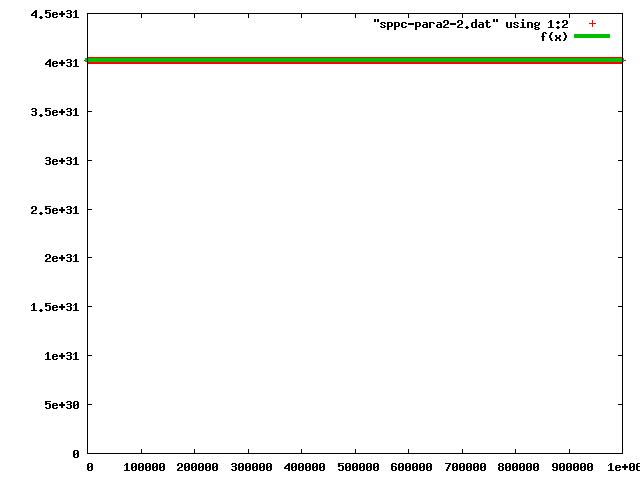 4.5e+31
"sppc-para2-2.dat" using 1:2
f(x)
4e+31
3.5e+31
3e+31
2.5e+31
2e+31
1.5e+31
1e+31
5e+30
0
0 100000 200000 300000 400000 500000 600000 700000 800000 900000 1e+00